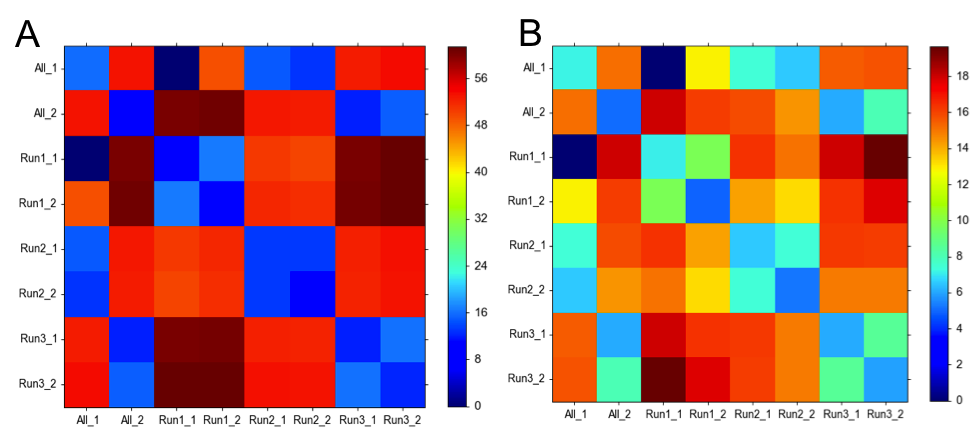 A
B
All_1
All_2
Run1_1
Run1_2
Run2_1
Run2_2
Run3_1
Run3_2
All_1 All_2 Run1_1 Run1_2 Run2_1 Run2_2 Run3_1 Run3_2
56
48
40
32
24
16
8
0
All_1
All_2
Run1_1
Run1_2
Run2_1
Run2_2
Run3_1
Run3_2
All_1 All_2 Run1_1 Run1_2 Run2_1 Run2_2 Run3_1 Run3_2
18
16
14
12
10
8
6
4
2
0